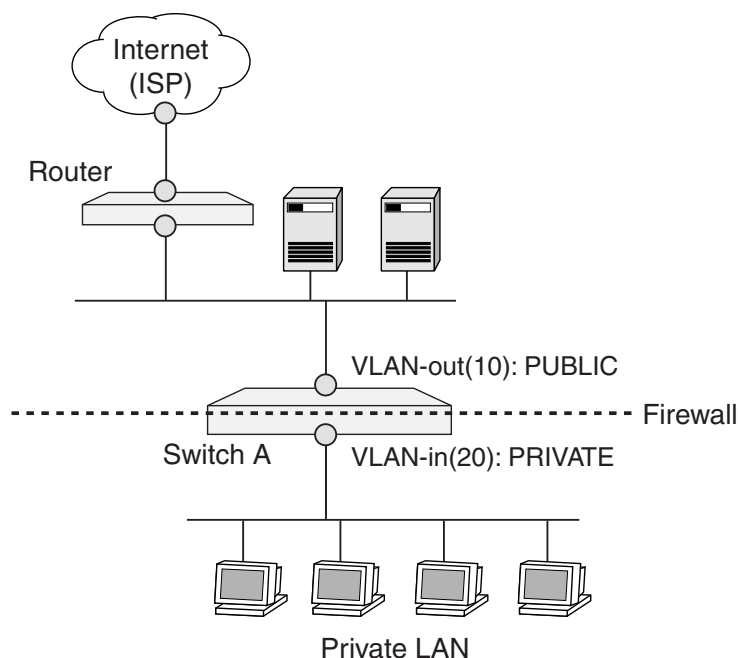 Internet
(ISP)
Router
VLAN-out(10): PUBLIC
Firewall
Switch A
VLAN-in(20): PRIVATE
Private LAN